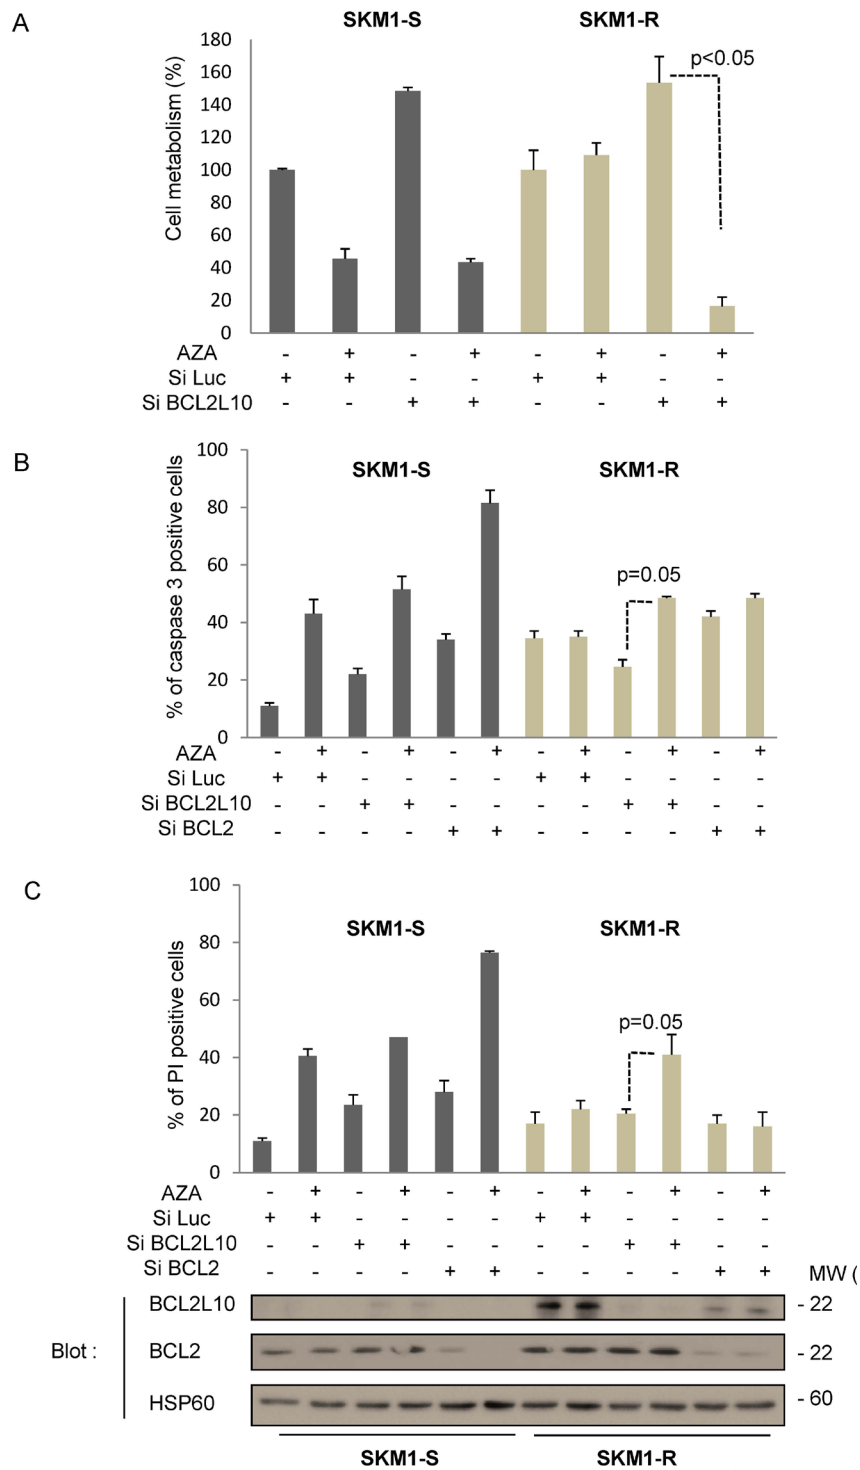 A
SKM1-S SKM1-R
Cell metabolism (%)
180
160
140
120
100
80
60
40
20
0
p<0.05
AZA - + - + - + - +
Si Luc + + - - + + - -
Si BCL2L10 - - + + - - + +
B
SKM1-S SKM1-R
% of caspase 3 positive cells
100
80
60
40
20
0
p=0.05
AZA - + - + - + - + - + - +
Si Luc + + - - - - + + - - - -
Si BCL2L10 - - + + - - - - + + - -
Si BCL2 - - - - + + - - - - + +
C
SKM1-S SKM1-R
% of PI positive cells
100
80
60
40
20
0
p=0.05
AZA - + - + - + - + - + - +
Si Luc + + - - - - + + - - - -
Si BCL2L10 - - + + - - - - + + - -
Si BCL2 - - - - + + - - - - + +
MW (
Blot :
BCL2L10 - 22
BCL2 - 22
HSP60 - 60
SKM1-S SKM1-R